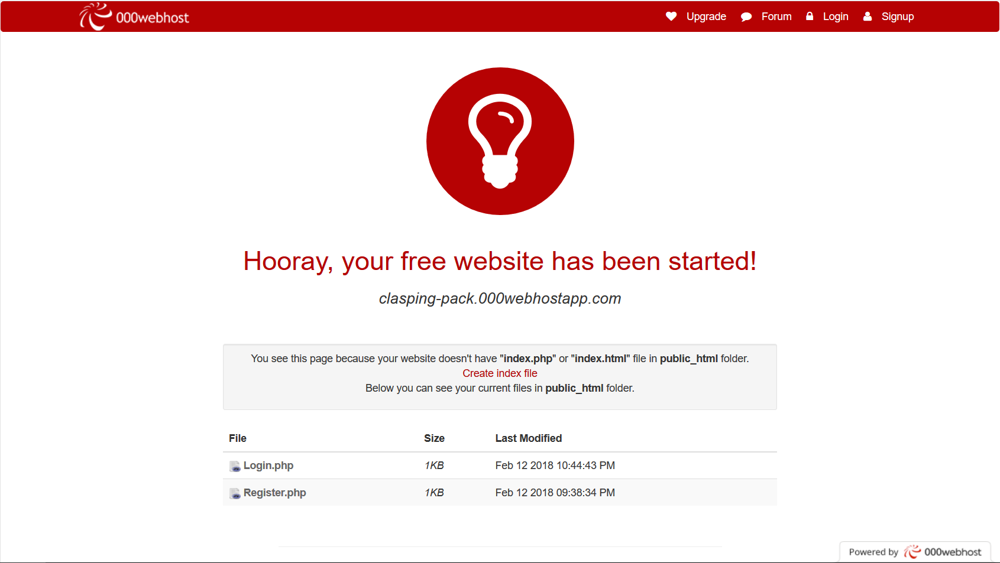 000webhost Upgrade Forum Login Signup
Hooray, your free website has been started!
clasping-pack.000webhostapp.com
You see this page because your website doesn't have "index.php" or "index.html" file in public_html folder.
Create index file
Below you can see your current files in public_html folder.
File Size Last Modified
Login.php 1KB Feb 12 2018 10:44:43 PM
Register.php 1KB Feb 12 2018 09:38:34 PM
Powered by 000webhost